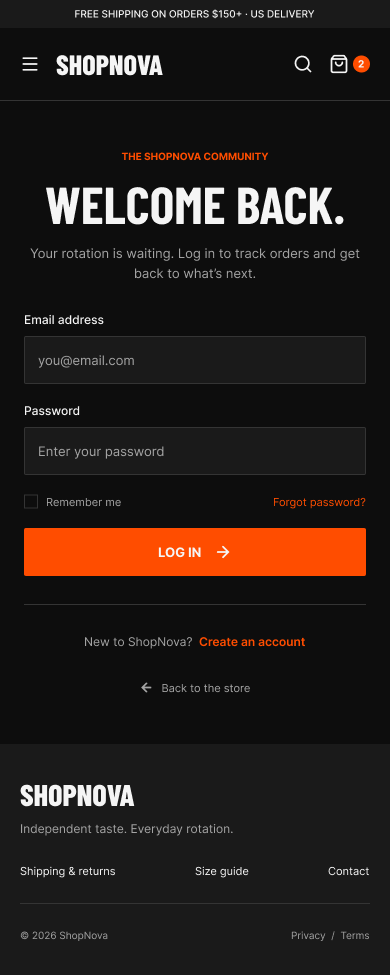 FREE SHIPPING ON ORDERS $150+ · US DELIVERY
SHOPNOVA
2
THE SHOPNOVA COMMUNITY
WELCOME BACK.
Your rotation is waiting. Log in to track orders and get
back to what’s next.
Email address
you@email.com
Password
Enter your password
Remember me
Forgot password?
LOG IN
New to ShopNova? Create an account
Back to the store
SHOPNOVA
Independent taste. Everyday rotation.
Shipping & returns
Size guide
Contact
© 2026 ShopNova
Privacy / Terms